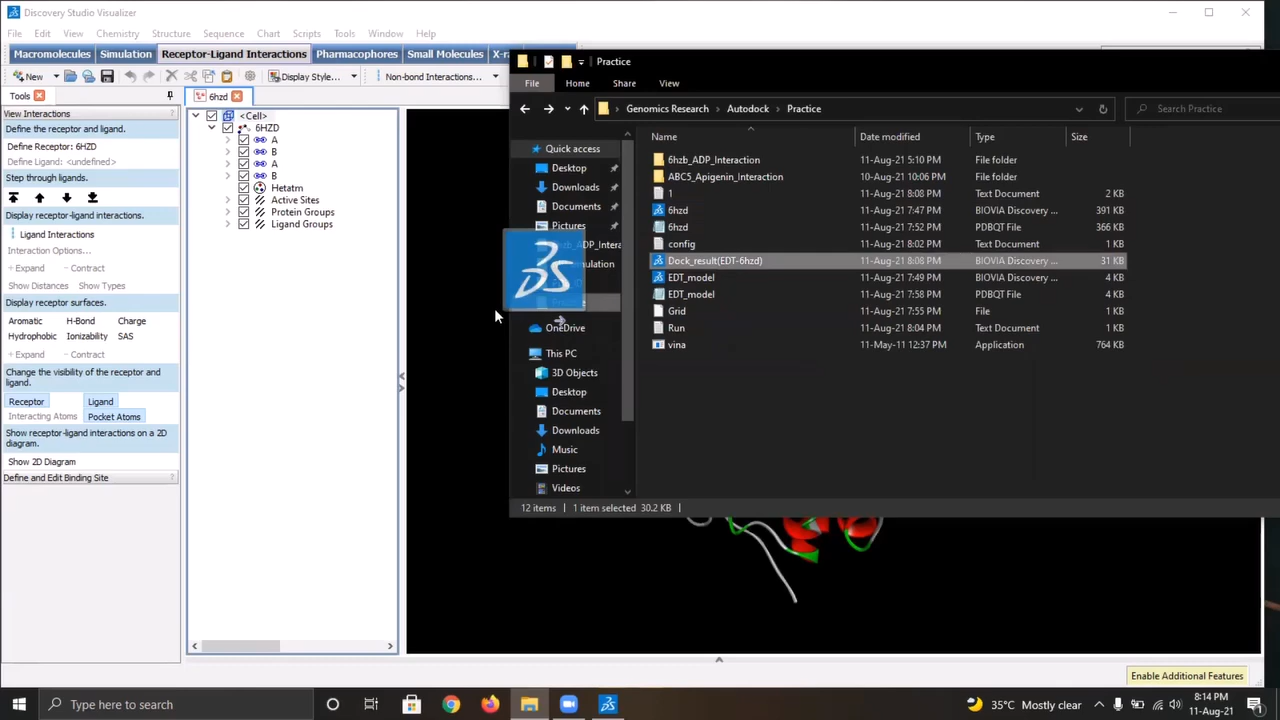 Discovery Studio Visualizer
File Edit View Chemistry Structure Sequence Chart Scripts Tools Window Help
Macromolecules Simulation Receptor-Ligand Interactions Pharmacophores Small Molecules X-ra
New Display Style... Non-bond Interactions...
Tools
6hzd
View Interactions
Define the receptor and ligand.
Define Receptor: 6HZD
Define Ligand: <undefined>
Step through ligands.
Display receptor-ligand interactions.
Ligand Interactions
Interaction Options...
+ Expand - Contract
Show Distances Show Types
Display receptor surfaces.
Aromatic H-Bond Charge
Hydrophobic Ionizability SAS
+ Expand - Contract
Change the visibility of the receptor and
ligand.
Receptor Ligand
Interacting Atoms Pocket Atoms
Show receptor-ligand interactions on a 2D
diagram.
Show 2D Diagram
Define and Edit Binding Site
<Cell>
6HZD
A
B
A
B
Hetatm
Active Sites
Protein Groups
Ligand Groups
Practice
File Home Share View
Genomics Research Autodock Practice
Search Practice
Quick access
Desktop
Downloads
Documents
Pictures
OneDrive
This PC
3D Objects
Desktop
Documents
Downloads
Music
Pictures
Videos
Name Date modified Type Size
6hzb_ADP_Interaction 11-Aug-21 5:10 PM File folder
ABC5_Apigenin_Interaction 10-Aug-21 10:06 PM File folder
1 11-Aug-21 8:08 PM Text Document 2 KB
6hzd 11-Aug-21 7:47 PM BIOVIA Discovery ... 391 KB
6hzd 11-Aug-21 7:52 PM PDBQT File 366 KB
config 11-Aug-21 8:02 PM Text Document 1 KB
Dock_result(EDT-6hzd) 11-Aug-21 8:08 PM BIOVIA Discovery ... 31 KB
EDT_model 11-Aug-21 7:49 PM BIOVIA Discovery ... 4 KB
EDT_model 11-Aug-21 7:58 PM PDBQT File 4 KB
Grid 11-Aug-21 7:55 PM File 1 KB
Run 11-Aug-21 8:04 PM Text Document 1 KB
vina 11-May-11 12:37 PM Application 764 KB
12 items 1 item selected 30.2 KB
Enable Additional Features
Type here to search
35°C Mostly clear
8:14 PM
11-Aug-21